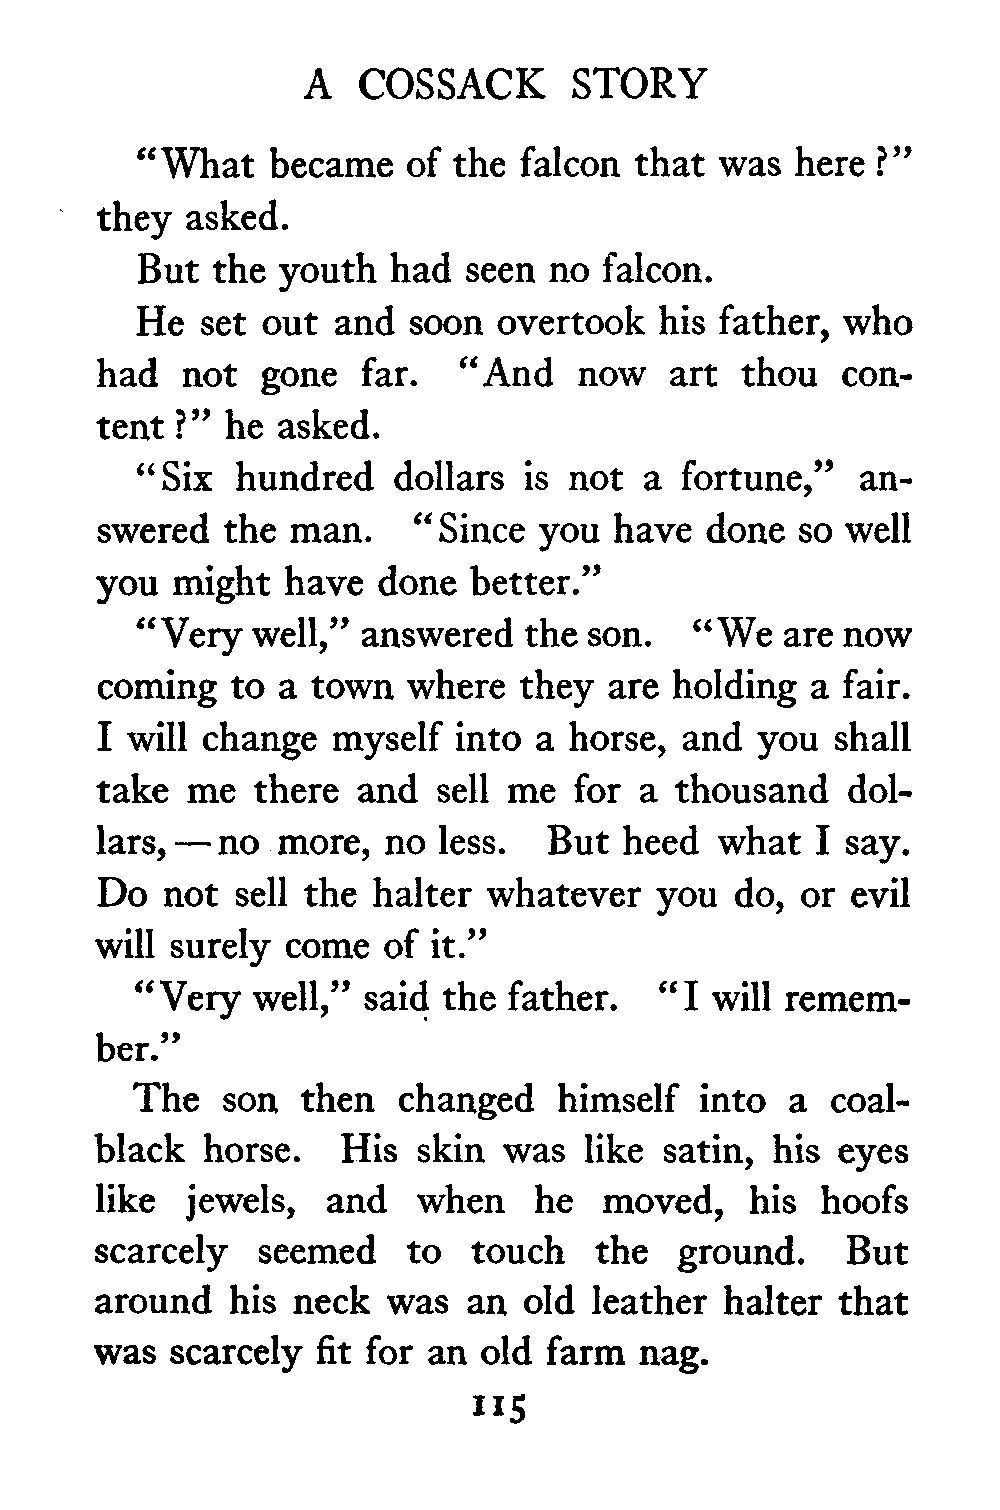 A COSSACK STORY
“What became of the falcon that was here?”
they asked.
But the youth had seen no falcon.
He set out and soon overtook his father, who
had not gone far. “And now art thou con-
tent?” he asked.
“Six hundred dollars is not a fortune,” an-
swered the man. “Since you have done so well
you might have done better.”
“Very well,” answered the son. “We are now
coming to a town where they are holding a fair.
I will change myself into a horse, and you shall
take me there and sell me for a thousand dol-
lars,—no more, no less. But heed what I say.
Do not sell the halter whatever you do, or evil
will surely come of it.”
“Very well,” said the father. “I will remem-
ber.”
The son then changed himself into a coal-
black horse. His skin was like satin, his eyes
like jewels, and when he moved, his hoofs
scarcely seemed to touch the ground. But
around his neck was an old leather halter that
was scarcely fit for an old farm nag.
115